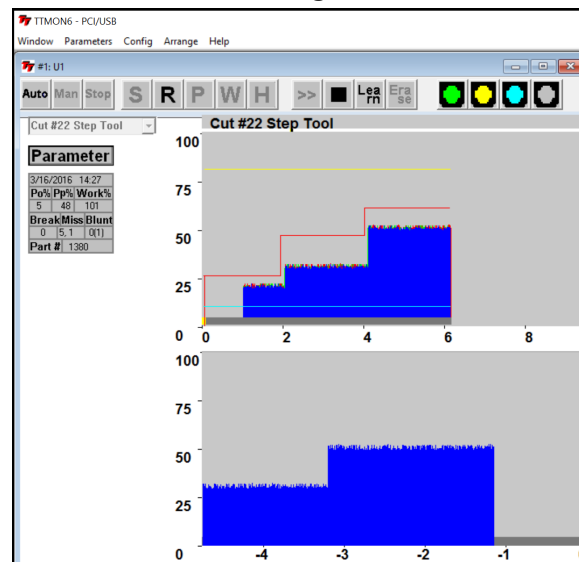 TTMON6 - PCI/USB
Window Parameters Config Arrange Help
#1: U1
Auto Man Stop S R P W H >> Lea rn Era se
Cut #22 Step Tool
Cut #22 Step Tool
Parameter
3/16/2016 14:27
Po% Pp% Work%
5 48 101
Break Miss Blunt
0 5, 1 0(1)
Part # 1380
100
75
50
25
0
0 2 4 6 8
100
75
50
25
0
-4 -3 -2 -1